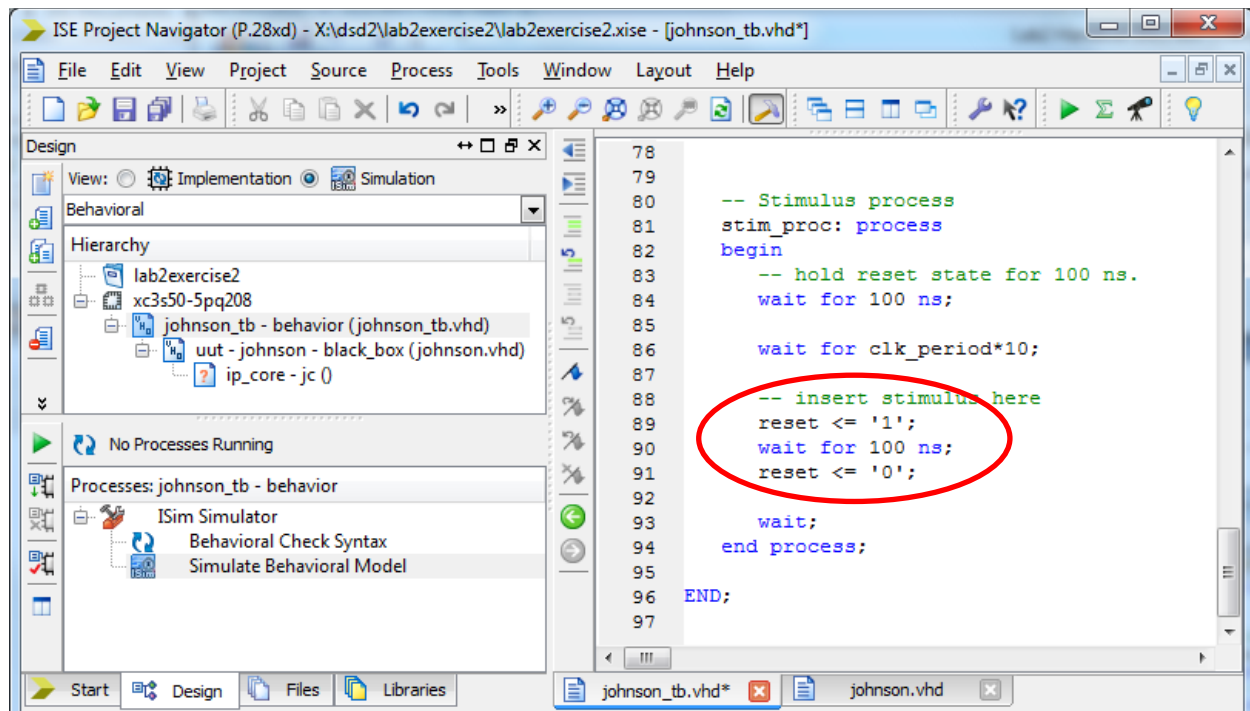 ISE Project Navigator (P.28xd) - X:\dsd2\lab2exercise2\lab2exercise2.xise - [johnson_tb.vhd*]
File Edit View Project Source Process Tools Window Layout Help
Design
View: Implementation Simulation
Behavioral
Hierarchy
lab2exercise2
xc3s50-5pq208
johnson_tb - behavior (johnson_tb.vhd)
uut - johnson - black_box (johnson.vhd)
ip_core - jc ()
No Processes Running
Processes: johnson_tb - behavior
ISim Simulator
Behavioral Check Syntax
Simulate Behavioral Model
Start Design Files Libraries
78
79
80 -- Stimulus process
81 stim_proc: process
82 begin
83 -- hold reset state for 100 ns.
84 wait for 100 ns;
85
86 wait for clk_period*10;
87
88 -- insert stimulus here
89 reset <= '1';
90 wait for 100 ns;
91 reset <= '0';
92
93 wait;
94 end process;
95
96 END;
97
johnson_tb.vhd* johnson.vhd